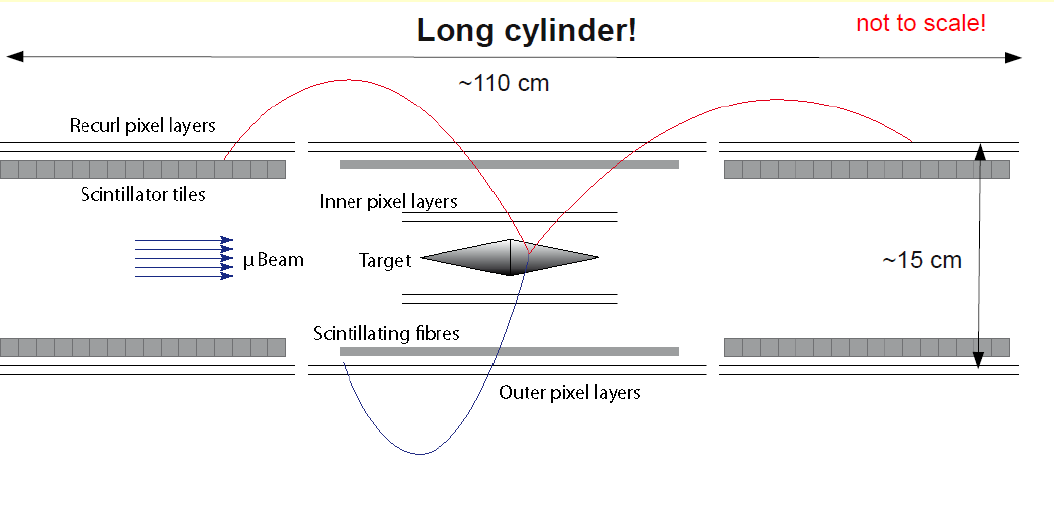 Long cylinder!
not to scale!
~110 cm
Recurl pixel layers
Scintillator tiles
Inner pixel layers
μ Beam
Target
~15 cm
Scintillating fibres
Outer pixel layers